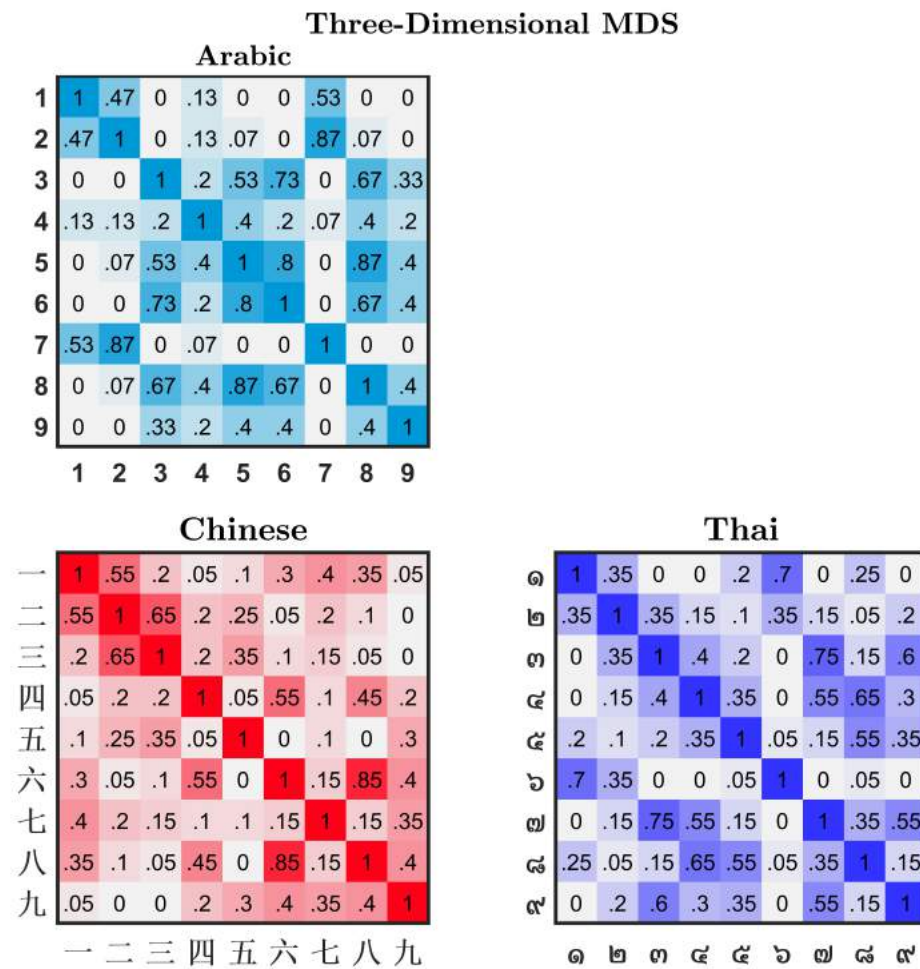 Three-Dimensional MDS
Arabic
1 1 .47 0 .13 0 0 .53 0 0
2 .47 1 0 .13 .07 0 .87 .07 0
3 0 0 1 .2 .53 .73 0 .67 .33
4 .13 .13 .2 1 .4 .2 .07 .4 .2
5 0 .07 .53 .4 1 .8 0 .87 .4
6 0 0 .73 .2 .8 1 0 .67 .4
7 .53 .87 0 .07 0 0 1 0 0
8 0 .07 .67 .4 .87 .67 0 1 .4
9 0 0 .33 .2 .4 .4 0 .4 1
1 2 3 4 5 6 7 8 9
Chinese
一 1 .55 .2 .05 .1 .3 .4 .35 .05
二 .55 1 .65 .2 .25 .05 .2 .1 0
三 .2 .65 1 .2 .35 .1 .15 .05 0
四 .05 .2 .2 1 .05 .55 .1 .45 .2
五 .1 .25 .35 .05 1 0 .1 0 .3
六 .3 .05 .1 .55 0 1 .15 .85 .4
七 .4 .2 .15 .1 .1 .15 1 .15 .35
八 .35 .1 .05 .45 0 .85 .15 1 .4
九 .05 0 0 .2 .3 .4 .35 .4 1
一 二 三 四 五 六 七 八 九
Thai
๑ 1 .35 0 0 .2 .7 0 .25 0
๒ .35 1 .35 .15 .1 .35 .15 .05 .2
๓ 0 .35 1 .4 .2 0 .75 .15 .6
๔ 0 .15 .4 1 .35 0 .55 .65 .3
๕ .2 .1 .2 .35 1 .05 .15 .55 .35
๖ .7 .35 0 0 .05 1 0 .05 0
๗ 0 .15 .75 .55 .15 0 1 .35 .55
๘ .25 .05 .15 .65 .55 .05 .35 1 .15
๙ 0 .2 .6 .3 .35 0 .55 .15 1
๑ ๒ ๓ ๔ ๕ ๖ ๗ ๘ ๙